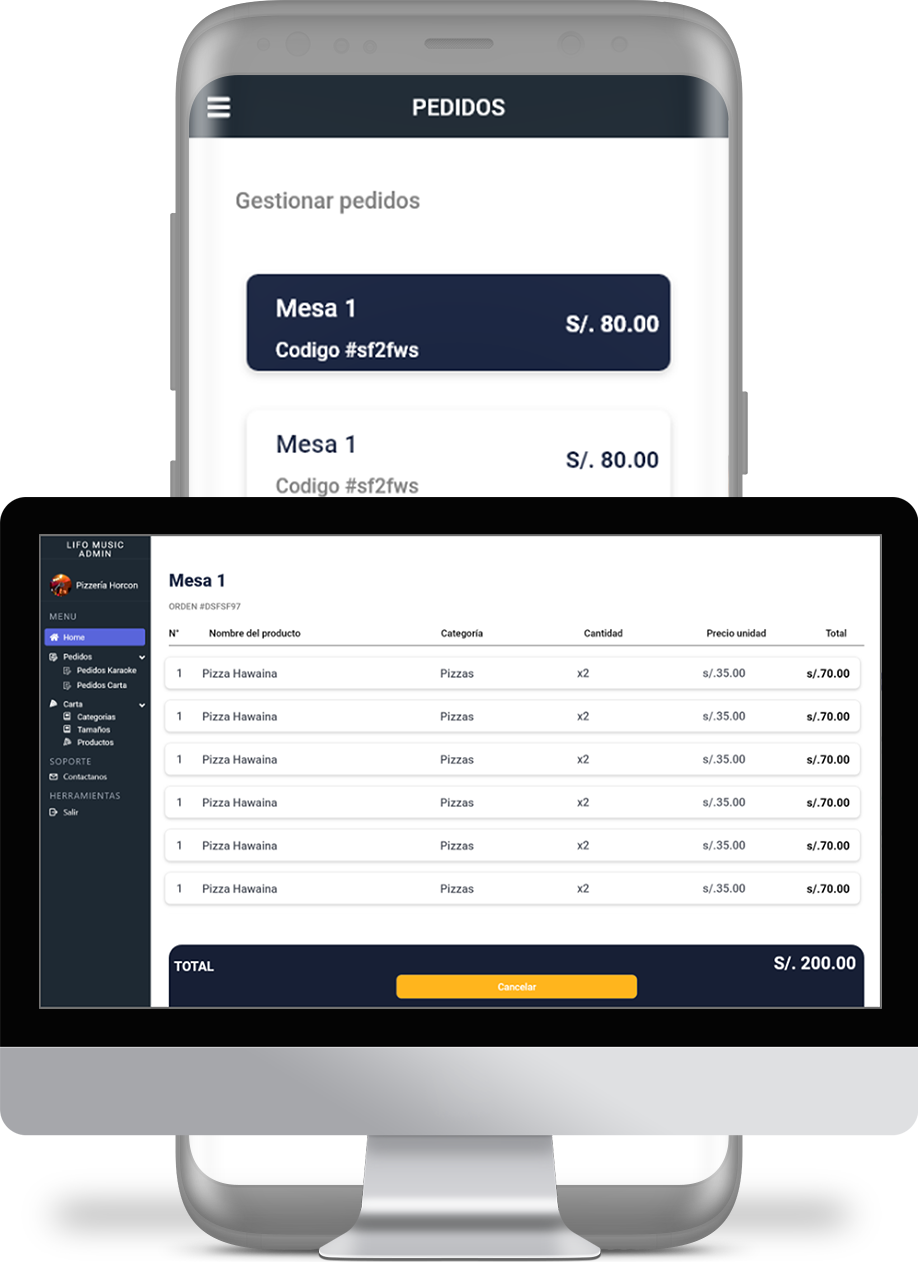 PEDIDOS
Gestionar pedidos
Mesa 1
S/. 80.00
Codigo #sf2fws
Mesa 1
S/. 80.00
Codigo #sf2fws
LIFO MUSIC
ADMIN
Pizzería Horcon
MENU
Home
Pedidos
Pedidos Karaoke
Pedidos Carta
Carta
Categorias
Tamaños
Productos
SOPORTE
Contactanos
HERRAMIENTAS
Salir
Mesa 1
ORDEN #DSFSF97
N° Nombre del producto Categoría Cantidad Precio unidad Total
1 Pizza Hawaina Pizzas x2 s/.35.00 s/.70.00
1 Pizza Hawaina Pizzas x2 s/.35.00 s/.70.00
1 Pizza Hawaina Pizzas x2 s/.35.00 s/.70.00
1 Pizza Hawaina Pizzas x2 s/.35.00 s/.70.00
1 Pizza Hawaina Pizzas x2 s/.35.00 s/.70.00
1 Pizza Hawaina Pizzas x2 s/.35.00 s/.70.00
TOTAL S/. 200.00
Cancelar